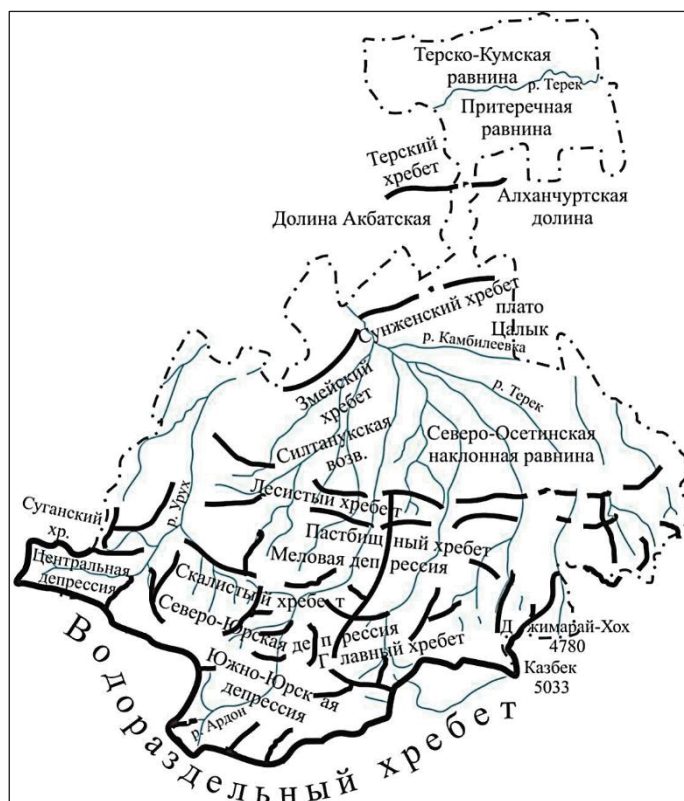 Терско-Кумская
равнина
р. Терек
Притеречная
равнина
Терский
хребет
Алханчуртская
долина
Долина Акбатская
Сунженский хребет
плато
Цалык
р. Камбилеевка
Змейский
хребет
р. Терек
Силтанукская
возв.
Северо-Осетинская
наклонная равнина
р. Урух
Лесистый хребет
Суганский
хр.
Пастбищный хребет
Меловая депрессия
Центральная
депрессия
Скалистый хребет
Северо-Юрская депрессия
Джимарай-Хох
4780
Главный хребет
Казбек
5033
Южно-Юрская
депрессия
р. Ардон
Водораздельный хребет